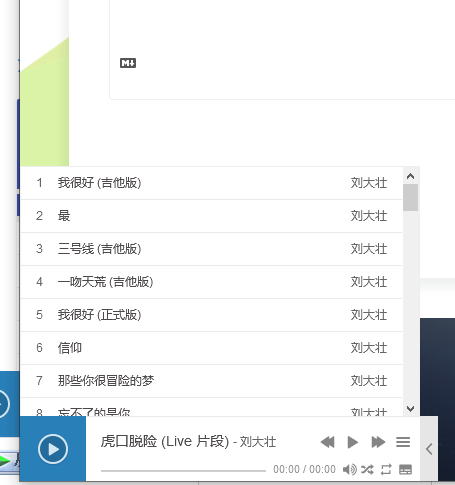 1 我很好 (吉他版) 刘大壮
2 最 刘大壮
3 三号线 (吉他版) 刘大壮
4 一吻天荒 (吉他版) 刘大壮
5 我很好 (正式版) 刘大壮
6 信仰 刘大壮
7 那些你很冒险的梦 刘大壮
8 忘不了的是你 刘大壮
虎口脱险 (Live 片段) - 刘大壮
00:00 / 00:00